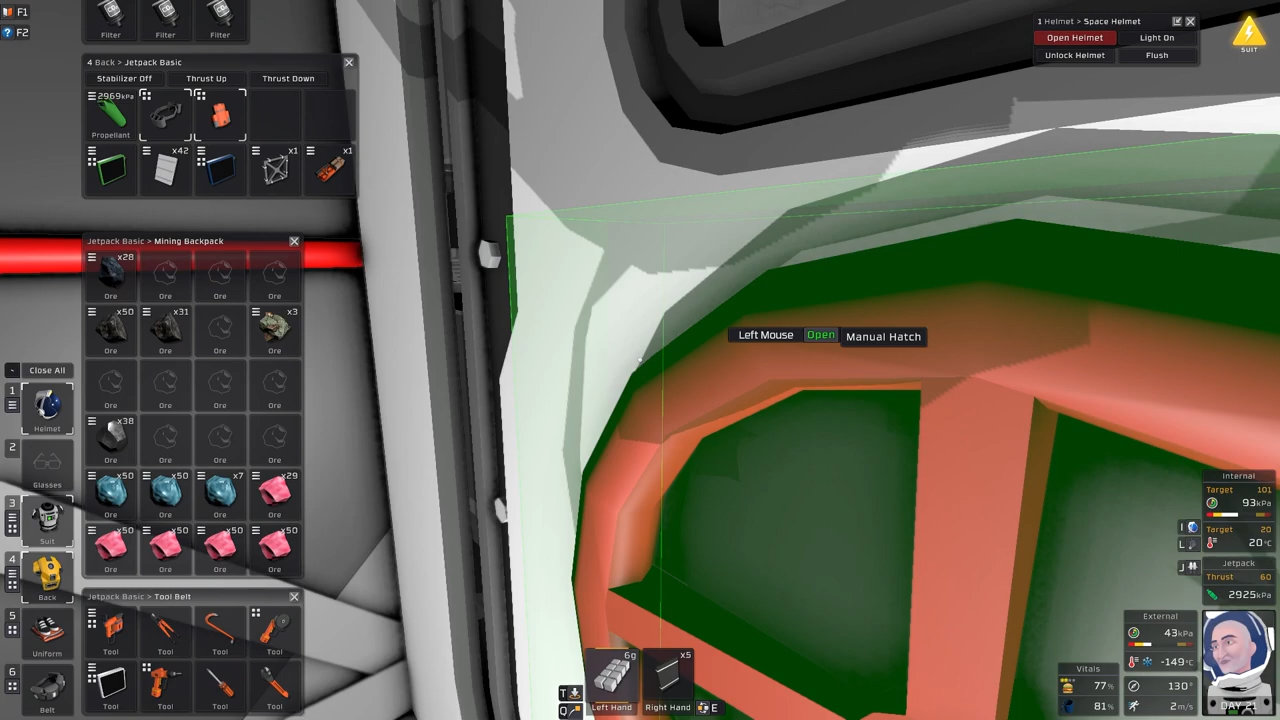 F1
F2
Filter
Filter
Filter
4 Back > Jetpack Basic
Stabilizer Off
Thrust Up
Thrust Down
2969kPa
Propellant
x42
x1
x1
Jetpack Basic > Mining Backpack
x28
Ore
Ore
Ore
Ore
x50
x31
x3
Ore
Ore
Ore
Ore
Ore
Ore
Ore
Ore
x38
Ore
Ore
Ore
Ore
x50
x50
x7
x29
Ore
Ore
Ore
Ore
x50
x50
x50
x50
Ore
Ore
Ore
Ore
Jetpack Basic > Tool Belt
Tool
Tool
Tool
Tool
Tool
Tool
Tool
Tool
~ Close All
1
Helmet
2
Glasses
3
Suit
4
Back
5
Uniform
6
Belt
1 Helmet > Space Helmet
Open Helmet
Light On
Unlock Helmet
Flush
SUIT
Left Mouse Open Manual Hatch
T
Q
6g
Left Hand
x5
Right Hand
E
Internal
Target 101
93kPa
Target 20
20°C
I
L
J
Jetpack
Thrust 60
2925kPa
External
43kPa
-149°C
130°
2m/s
Vitals
77%
81%
DAY 21